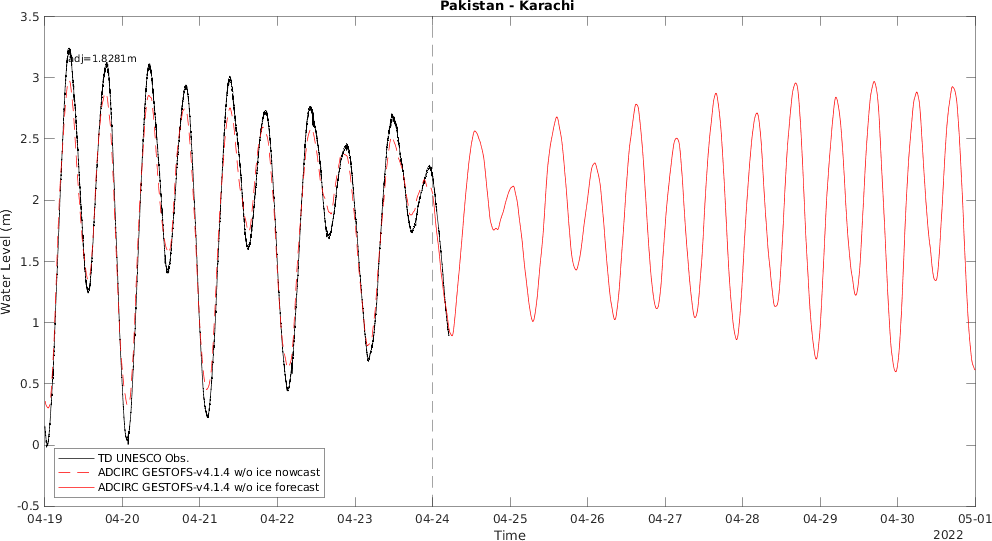 Pakistan - Karachi
adj=1.8281m
3.5
3
2.5
2
1.5
1
0.5
0
-0.5
Water Level (m)
TD UNESCO Obs.
ADCIRC GESTOFS-v4.1.4 w/o ice nowcast
ADCIRC GESTOFS-v4.1.4 w/o ice forecast
04-19 04-20 04-21 04-22 04-23 04-24 04-25 04-26 04-27 04-28 04-29 04-30 05-01
Time
2022